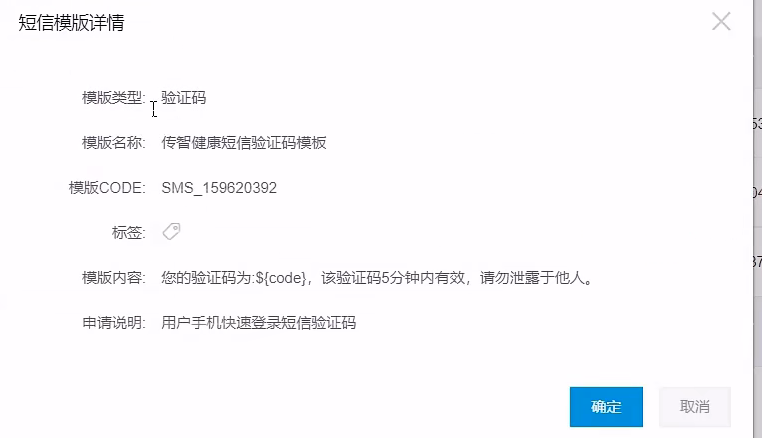 短信模版详情
模版类型: 验证码
模版名称: 传智健康短信验证码模板
模版CODE: SMS_159620392
标签:
模版内容: 您的验证码为:${code}，该验证码5分钟内有效，请勿泄露于他人。
申请说明: 用户手机快速登录短信验证码
确定 取消